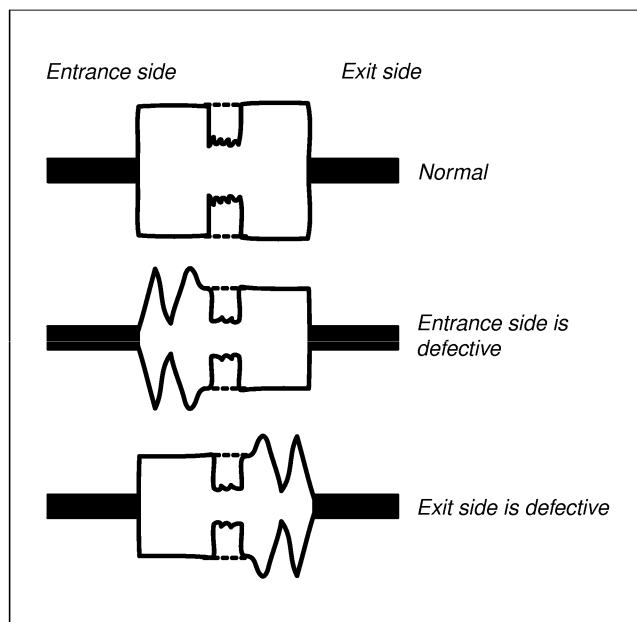 Entrance side
Exit side
Normal
Entrance side is
defective
Exit side is defective